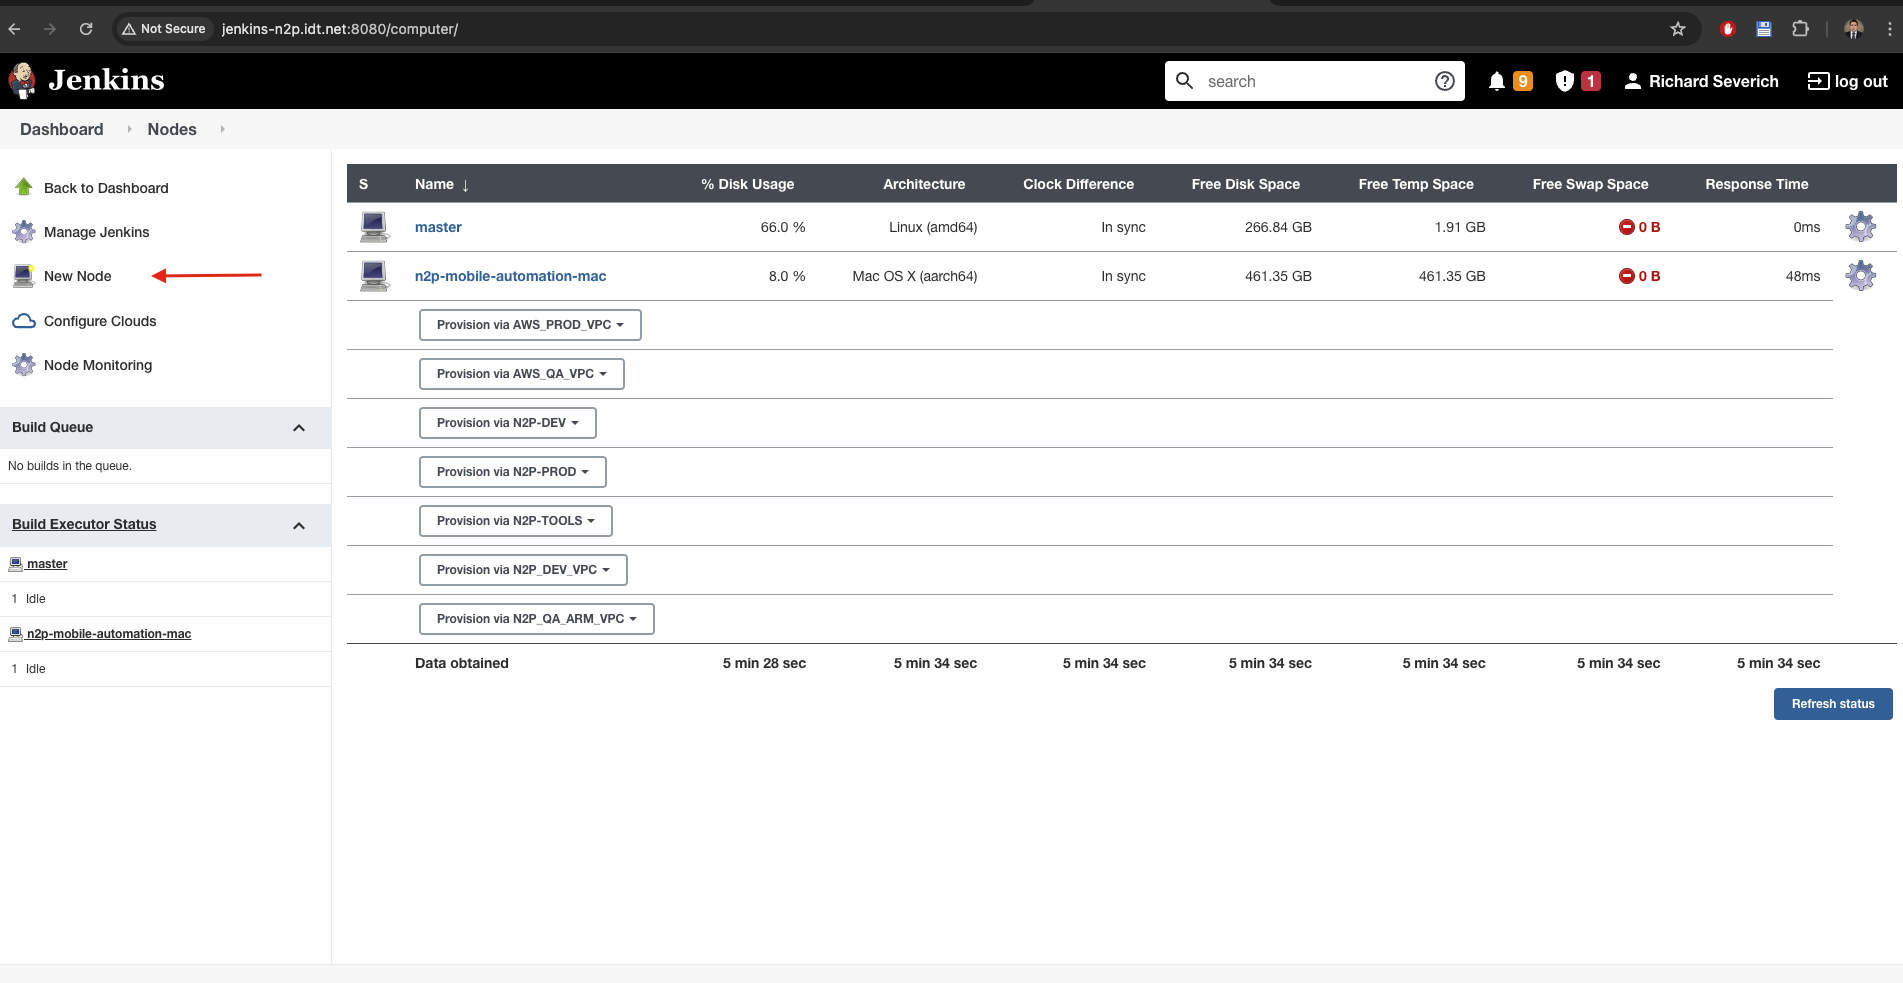 Not Secure jenkins-n2p.idt.net:8080/computer/
Jenkins
search
9
1
Richard Severich
log out
Dashboard
Nodes
Back to Dashboard
Manage Jenkins
New Node
Configure Clouds
Node Monitoring
Build Queue
No builds in the queue.
Build Executor Status
master
1 Idle
n2p-mobile-automation-mac
1 Idle
S Name ↓ % Disk Usage Architecture Clock Difference Free Disk Space Free Temp Space Free Swap Space Response Time
master 66.0 % Linux (amd64) In sync 266.84 GB 1.91 GB 0 B 0ms
n2p-mobile-automation-mac 8.0 % Mac OS X (aarch64) In sync 461.35 GB 461.35 GB 0 B 48ms
Provision via AWS_PROD_VPC
Provision via AWS_QA_VPC
Provision via N2P-DEV
Provision via N2P-PROD
Provision via N2P-TOOLS
Provision via N2P_DEV_VPC
Provision via N2P_QA_ARM_VPC
Data obtained 5 min 28 sec 5 min 34 sec 5 min 34 sec 5 min 34 sec 5 min 34 sec 5 min 34 sec 5 min 34 sec
Refresh status